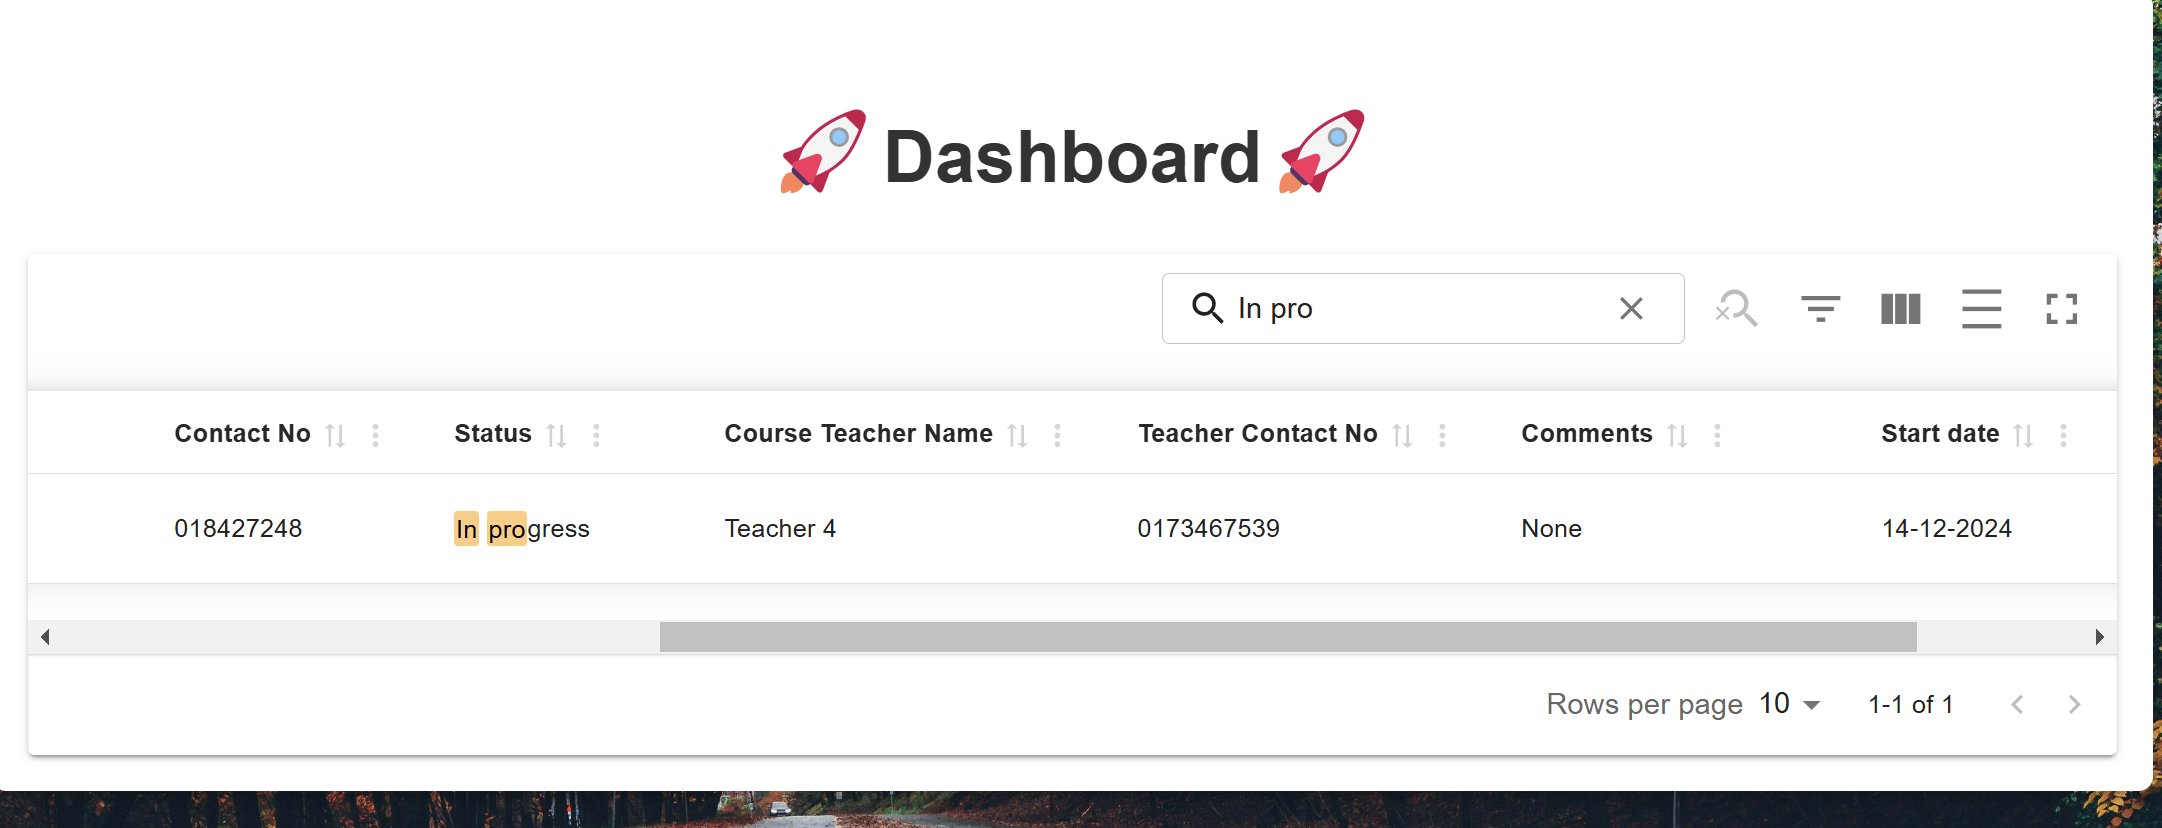 🚀 Dashboard 🚀
In pro
Contact No Status Course Teacher Name Teacher Contact No Comments Start date
018427248 In progress Teacher 4 0173467539 None 14-12-2024
Rows per page 10 1-1 of 1